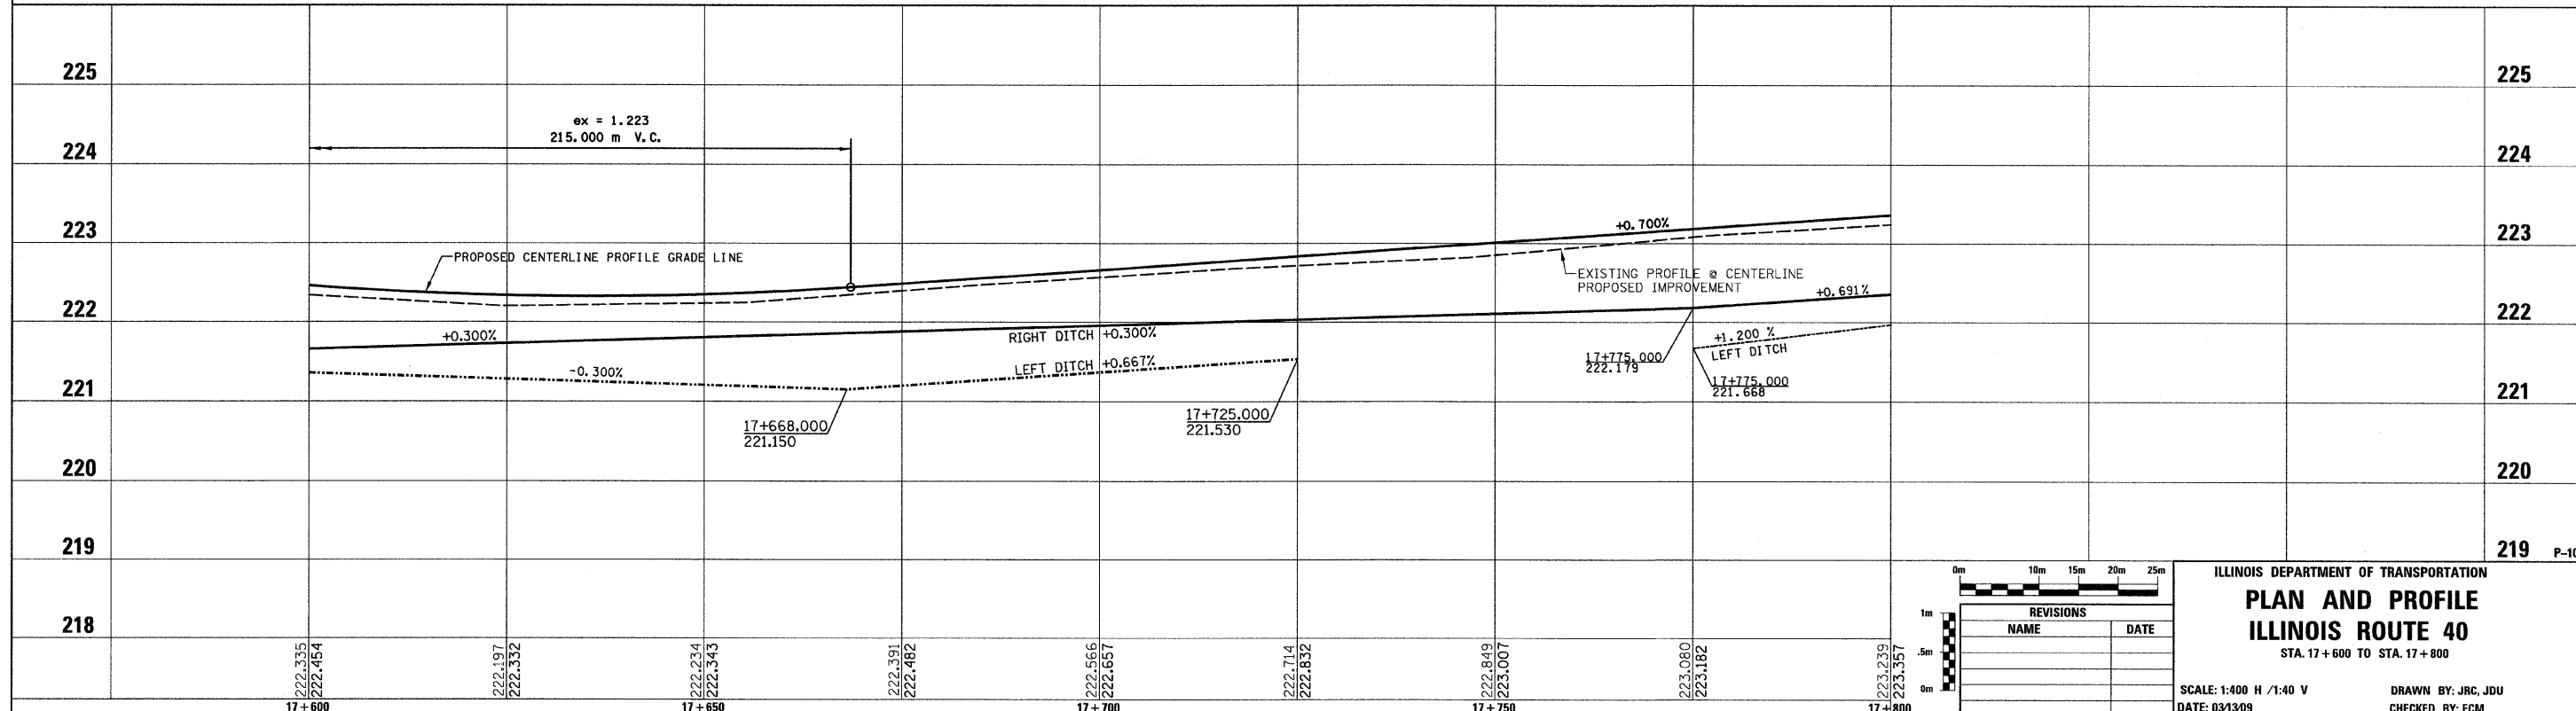 225
225
ex = 1.223
215.000 m V.C.
224
224
+0.700%
223
223
PROPOSED CENTERLINE PROFILE GRADE LINE
EXISTING PROFILE @ CENTERLINE
PROPOSED IMPROVEMENT
+0.691%
222
222
+0.300%
RIGHT DITCH +0.300%
+1.200 %
LEFT DITCH
17+775.000
222.179
LEFT DITCH +0.667%
-0.300%
17+775.000
221.668
221
221
17+725.000
221.530
17+668.000
221.150
220
220
219
219 P-10
218
0m 10m 15m 20m 25m
1m
.5m
0m
REVISIONS
NAME DATE
ILLINOIS DEPARTMENT OF TRANSPORTATION
PLAN AND PROFILE
ILLINOIS ROUTE 40
STA. 17+600 TO STA. 17+800
SCALE: 1:400 H /1:40 V
DRAWN BY: JRC, JDU
DATE: 03/13/09
CHECKED BY: ECM
222.335
222.454
222.197
222.332
222.234
222.343
222.391
222.482
222.566
222.657
222.714
222.832
222.849
223.007
223.080
223.182
223.239
223.357
17+600
17+650
17+700
17+750
17+800